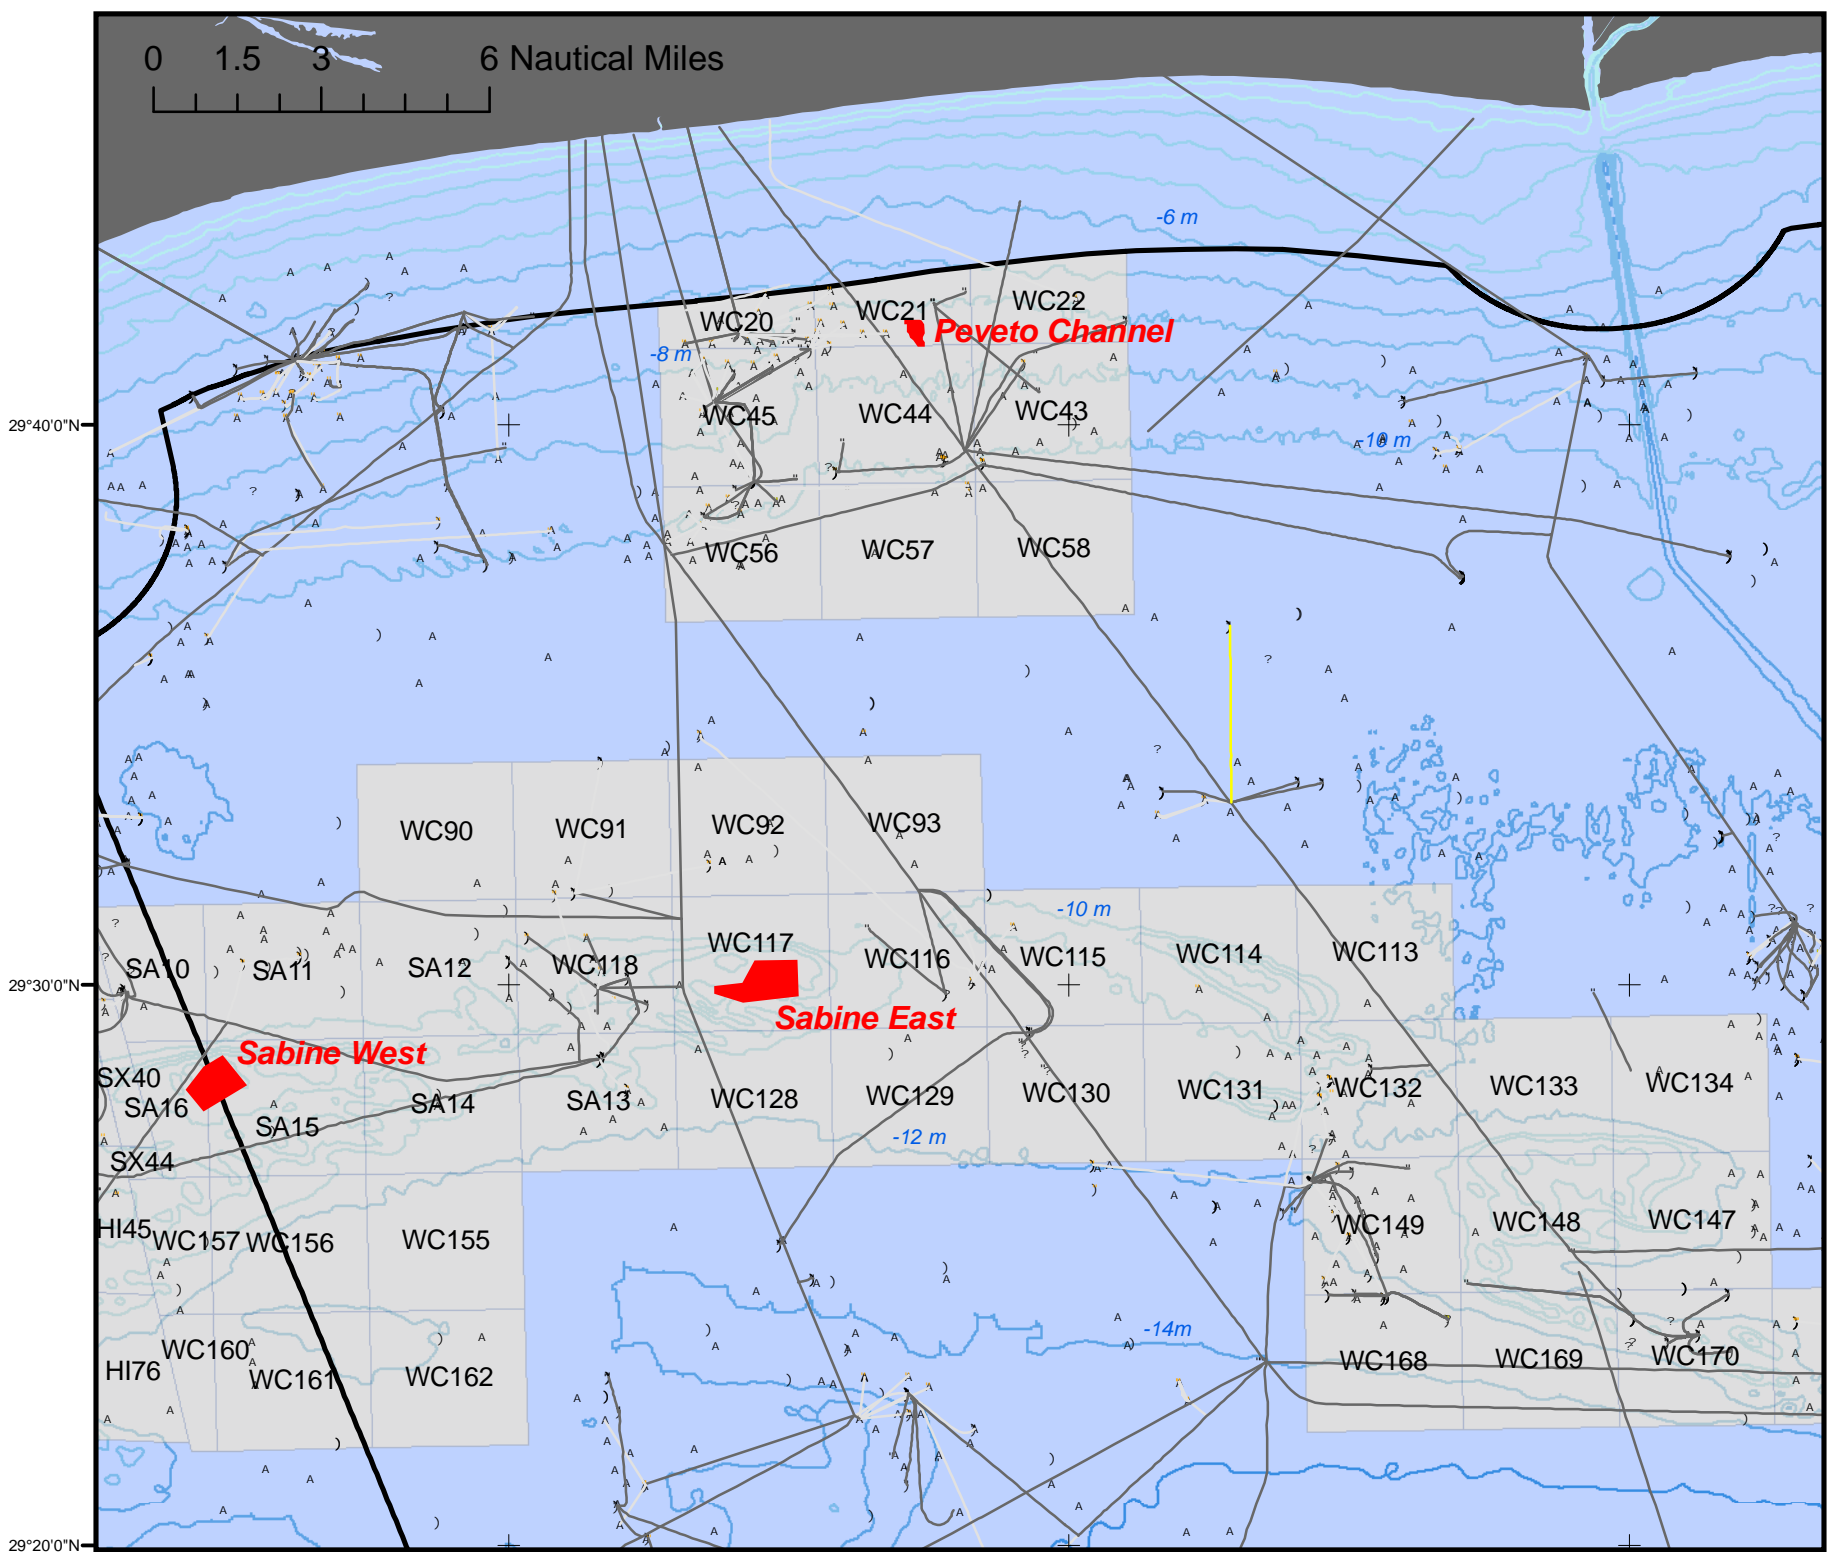 0 1.5 3 6 Nautical Miles
-6 m
WC20 WC21 WC22
Peveto Channel
-8 m
WC45 WC44 WC43
29°40'0"N
-10 m
WC56 WC57 WC58
WC90 WC91 WC92 WC93
-10 m
WC117
SA10 SA11 SA12 WC118 WC116 WC115 WC114 WC113
29°30'0"N
Sabine East
Sabine West
SX40
SA16 SA15 SA14 SA13 WC128 WC129 WC130 WC131 WC132 WC133 WC134
-12 m
SX44
HI45 WC157 WC156 WC155 WC149 WC148 WC147
-14m
HI76 WC160 WC161 WC162 WC168 WC169 WC170
29°20'0"N